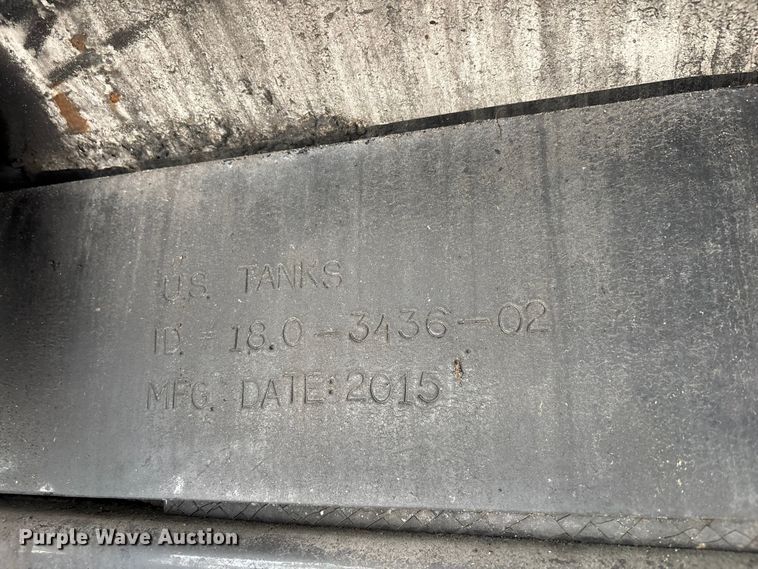 U.S. TANKS
ID. - 18.0-3436-02
MFG. DATE: 2015
Purple Wave Auction®